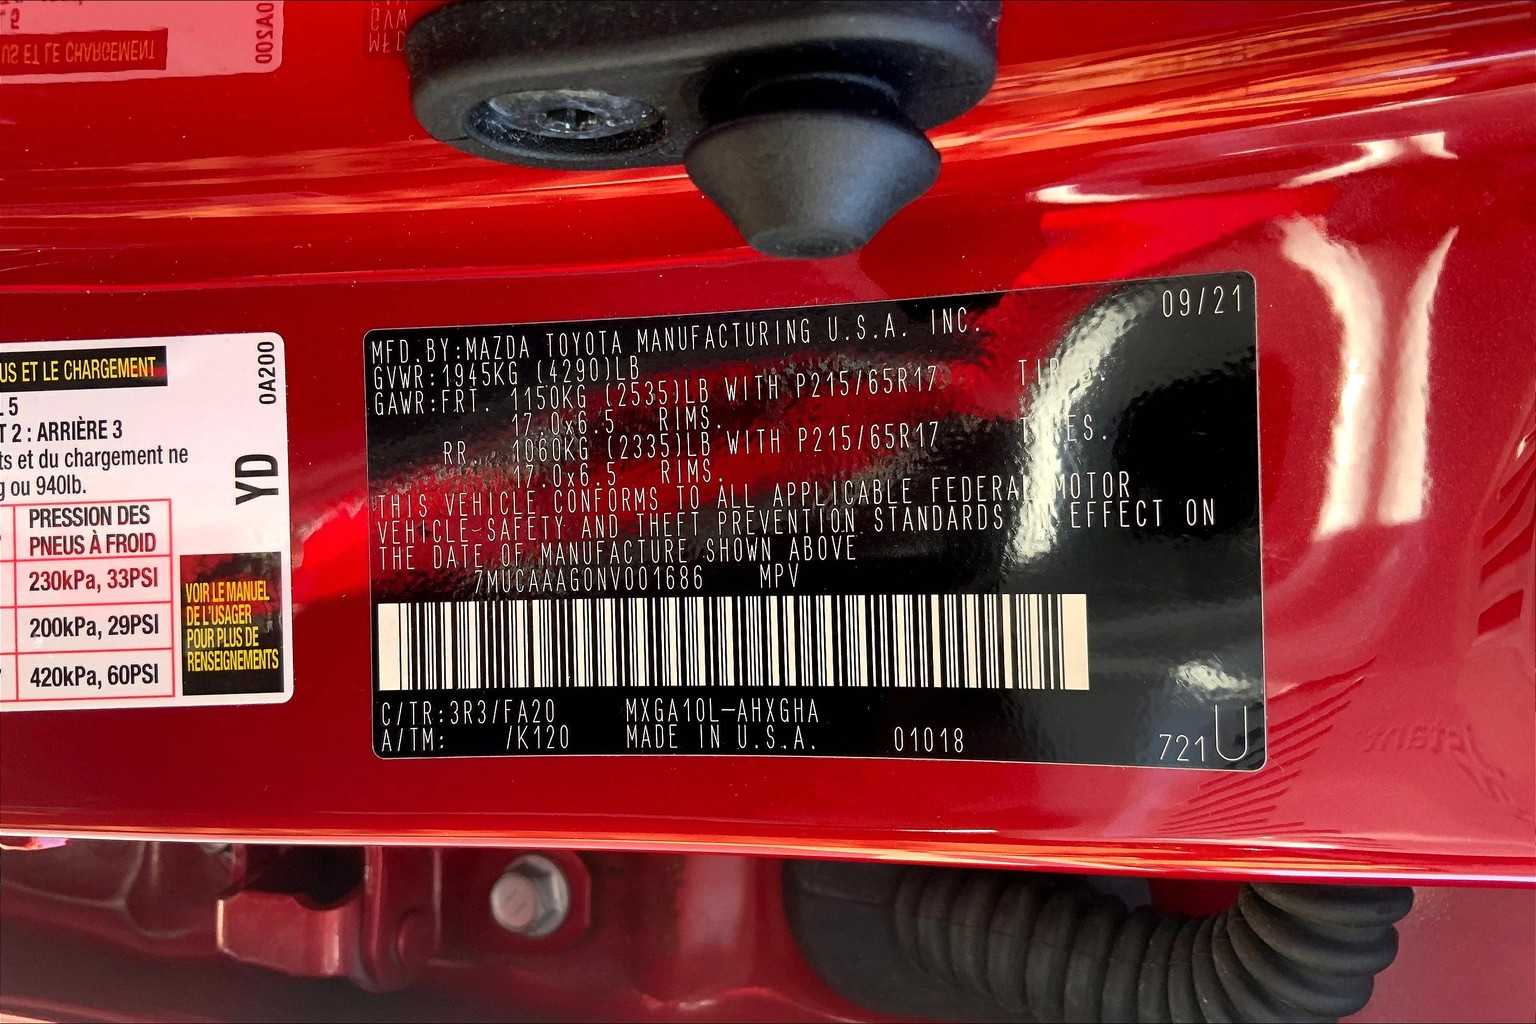 US ET LE CHARGEMENT
0A200
L 5
T 2 : ARRIÈRE 3
ts et du chargement ne
g ou 940lb.
YD
PRESSION DES
PNEUS À FROID
230kPa, 33PSI
200kPa, 29PSI
420kPa, 60PSI
VOIR LE MANUEL
DE L'USAGER
POUR PLUS DE
RENSEIGNEMENTS
09/21
MFD.BY:MAZDA TOYOTA MANUFACTURING U.S.A. INC.
GVWR:1945KG (4290)LB
GAWR:FRT. 1150KG (2535)LB WITH P215/65R17
17.0x6.5 RIMS.
RR. 1060KG (2335)LB WITH P215/65R17 TIRES.
17.0x6.5 RIMS.
THIS VEHICLE CONFORMS TO ALL APPLICABLE FEDERAL MOTOR
VEHICLE SAFETY AND THEFT PREVENTION STANDARDS IN EFFECT ON
THE DATE OF MANUFACTURE SHOWN ABOVE
7MUCAAAG0NV001686 MPV
C/TR:3R3/FA20 MXGA10L-AHXGHA
A/TM: /K120 MADE IN U.S.A. 01018
721U